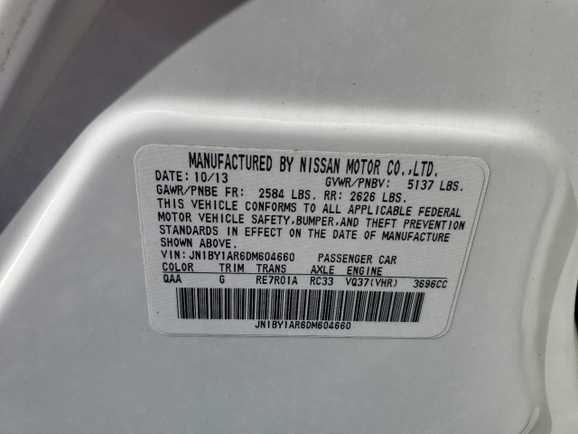 MANUFACTURED BY NISSAN MOTOR CO.,LTD.
DATE: 10/13 GVWR/PNBV: 5137 LBS.
GAWR/PNBE FR: 2584 LBS. RR: 2626 LBS.
THIS VEHICLE CONFORMS TO ALL APPLICABLE FEDERAL
MOTOR VEHICLE SAFETY,BUMPER,AND THEFT PREVENTION
STANDARDS IN EFFECT ON THE DATE OF MANUFACTURE
SHOWN ABOVE.
VIN: JN1BY1AR6DM604660 PASSENGER CAR
COLOR TRIM TRANS AXLE ENGINE
QAA G RE7R01A RC33 VQ37(VHR) 3696CC
JN1BY1AR6DM604660